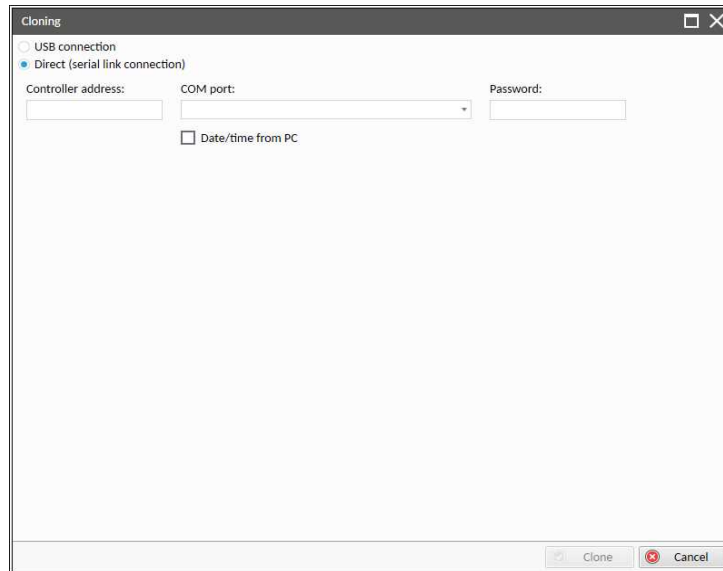 Cloning
USB connection
Direct (serial link connection)
Controller address: COM port: Password:
Date/time from PC
Clone Cancel